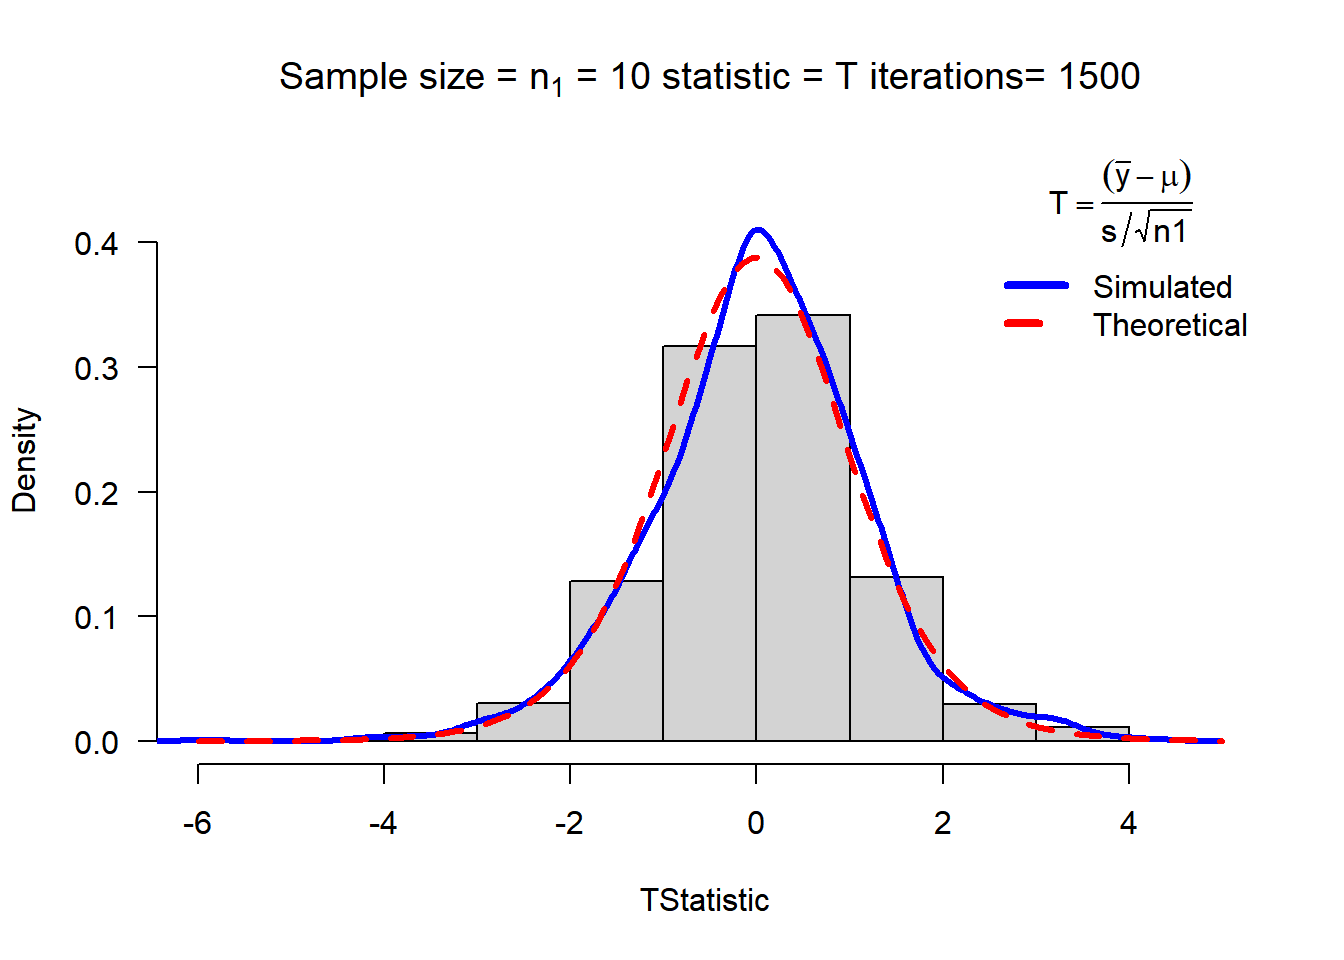 Sample size = n₁ = 10 statistic = T iterations= 1500
T = (ȳ − μ) / s/√n1
Simulated
Theoretical
Density
0.4
0.3
0.2
0.1
0.0
-6 -4 -2 0 2 4
TStatistic